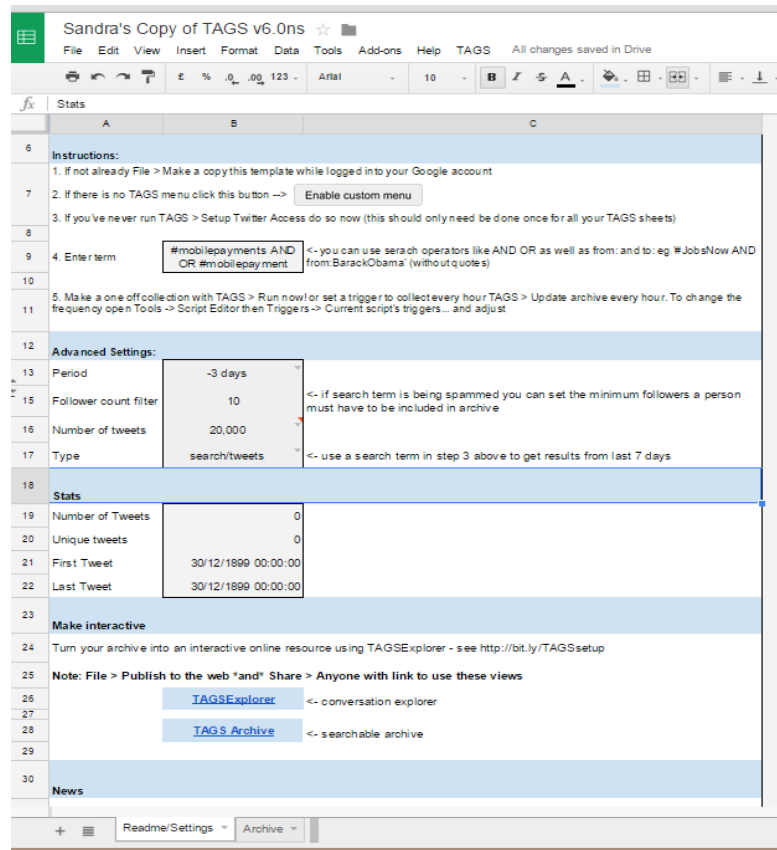 Sandra's Copy of TAGS v6.0ns
File Edit View Insert Format Data Tools Add-ons Help TAGS All changes saved in Drive
£ % .0 .00 123 Arial 10 B I S A
fx Stats
A B C
6 Instructions:
1. If not already File > Make a copy this template while logged into your Google account
7 2. If there is no TAGS menu click this button --> Enable custom menu
3. If you've never run TAGS > Setup Twitter Access do so now (this should only need be done once for all your TAGS sheets)
8
#mobilepayments AND <- you can use serach operators like AND OR as well as from: and to: eg '#JobsNow AND
9 4. Enter term OR #mobilepayment from:BarackObama' (without quotes)
10
5. Make a one off collection with TAGS > Run now! or set a trigger to collect every hour TAGS > Update archive every hour. To change the
11 frequency open Tools -> Script Editor then Triggers -> Current script's triggers... and adjust
12 Advanced Settings:
13 Period -3 days
15 Follower count filter 10 <- if search term is being spammed you can set the minimum followers a person
must have to be included in archive
16 Number of tweets 20,000
17 Type search/tweets <- use a search term in step 3 above to get results from last 7 days
18 Stats
19 Number of Tweets 0
20 Unique tweets 0
21 First Tweet 30/12/1899 00:00:00
22 Last Tweet 30/12/1899 00:00:00
23 Make interactive
24 Turn your archive into an interactive online resource using TAGSExplorer - see http://bit.ly/TAGSsetup
25 Note: File > Publish to the web *and* Share > Anyone with link to use these views
26 TAGSExplorer <- conversation explorer
27
28 TAGS Archive <- searchable archive
29
30 News
+ Readme/Settings Archive